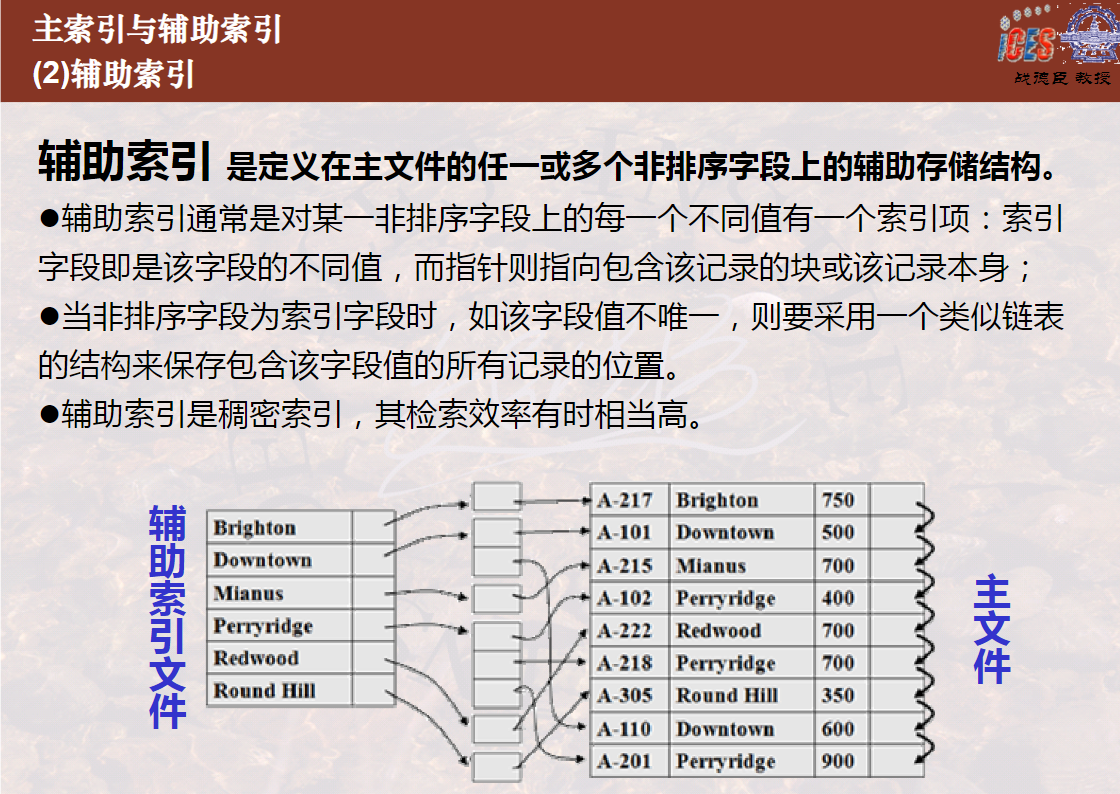 主索引与辅助索引
(2)辅助索引
iCES
战德臣 教授
辅助索引 是定义在主文件的任一或多个非排序字段上的辅助存储结构。
●辅助索引通常是对某一非排序字段上的每一个不同值有一个索引项：索引
字段即是该字段的不同值，而指针则指向包含该记录的块或该记录本身；
●当非排序字段为索引字段时，如该字段值不唯一，则要采用一个类似链表
的结构来保存包含该字段值的所有记录的位置。
●辅助索引是稠密索引，其检索效率有时相当高。
辅助索引文件
Brighton
Downtown
Mianus
Perryridge
Redwood
Round Hill
A-217 Brighton 750
A-101 Downtown 500
A-215 Mianus 700
A-102 Perryridge 400
A-222 Redwood 700
A-218 Perryridge 700
A-305 Round Hill 350
A-110 Downtown 600
A-201 Perryridge 900
主文件